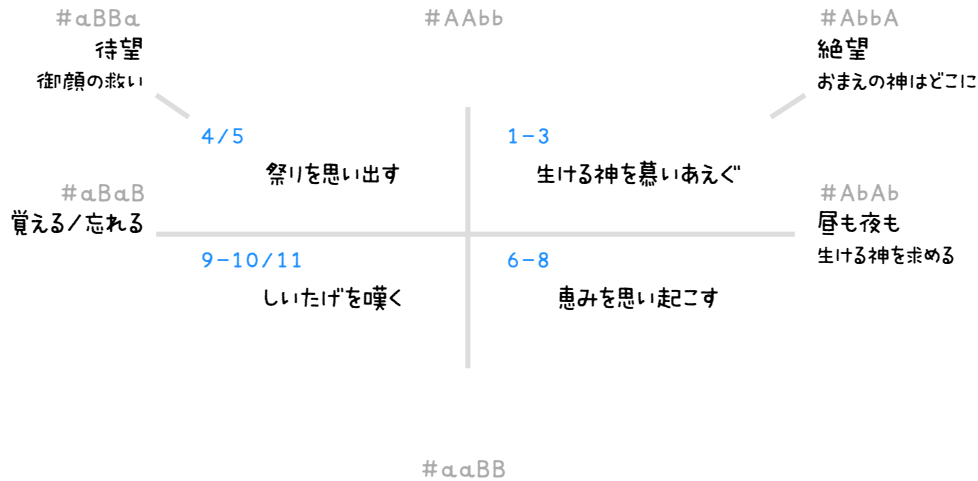 #aBBa
#AAbb
#AbbA
待望
絶望
御顔の救い
おまえの神はどこに
4/5
1-3
祭りを思い出す
生ける神を慕いあえぐ
#aBaB
#AbAb
覚える/忘れる
昼も夜も
9-10/11
6-8
生ける神を求める
しいたげを嘆く
恵みを思い起こす
#aaBB